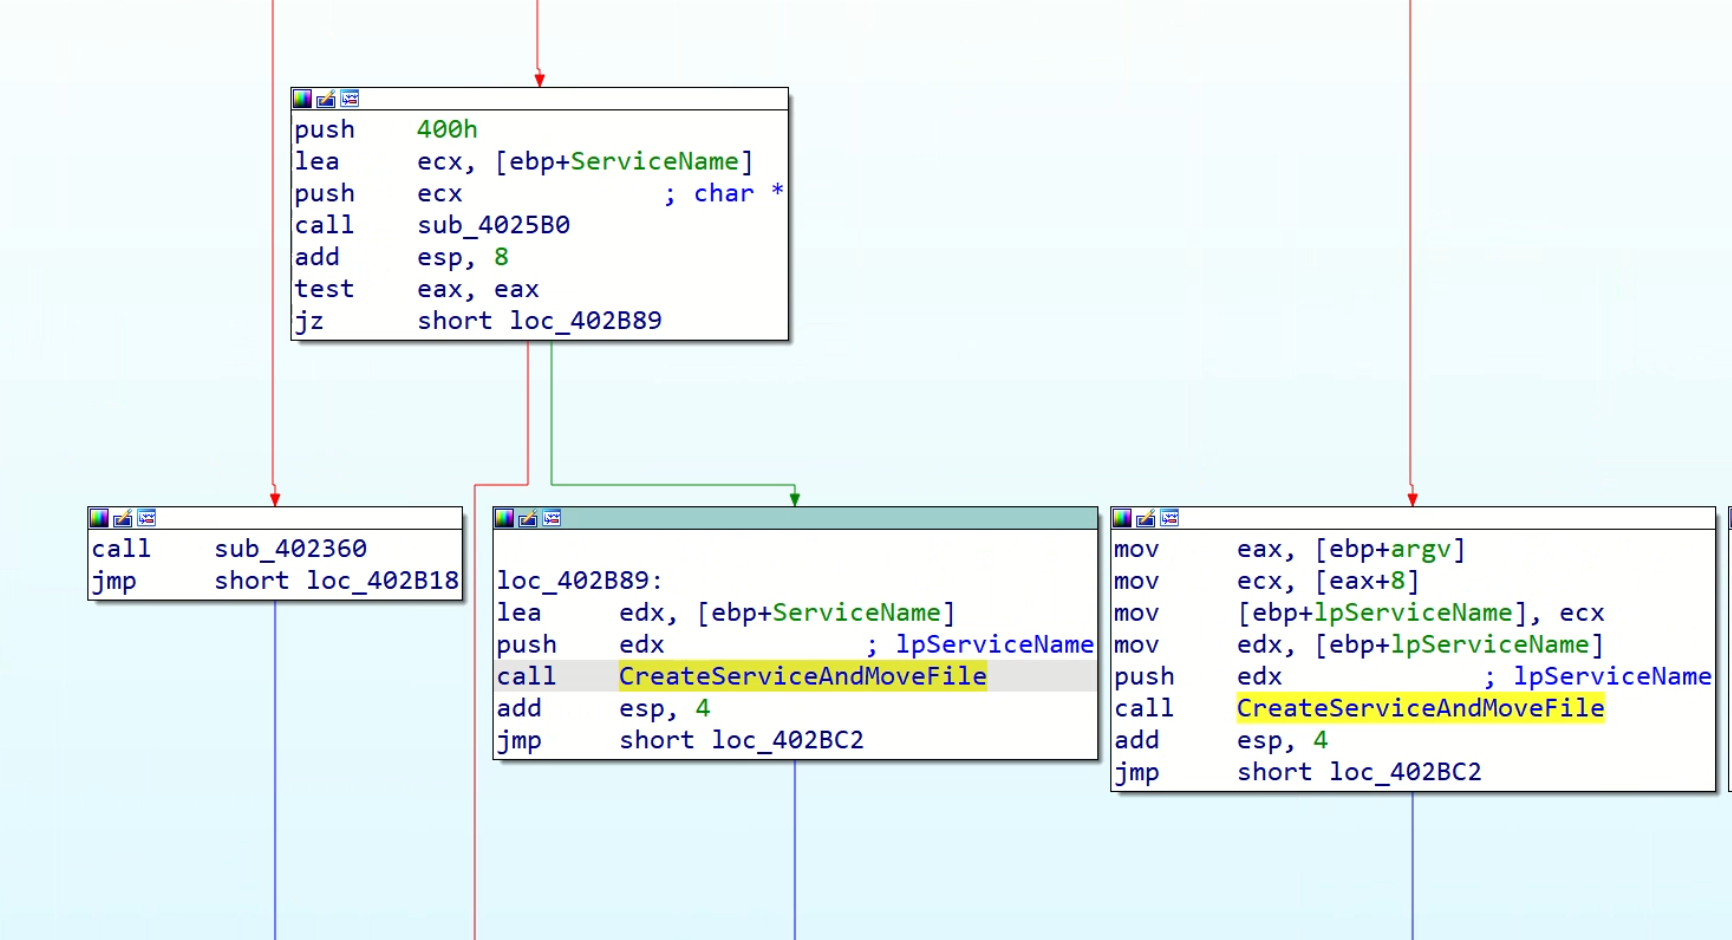 push 400h
lea ecx, [ebp+ServiceName]
push ecx ; char *
call sub_4025B0
add esp, 8
test eax, eax
jz short loc_402B89
call sub_402360
jmp short loc_402B18
loc_402B89:
lea edx, [ebp+ServiceName]
push edx ; lpServiceName
call CreateServiceAndMoveFile
add esp, 4
jmp short loc_402BC2
mov eax, [ebp+argv]
mov ecx, [eax+8]
mov [ebp+lpServiceName], ecx
mov edx, [ebp+lpServiceName]
push edx ; lpServiceName
call CreateServiceAndMoveFile
add esp, 4
jmp short loc_402BC2